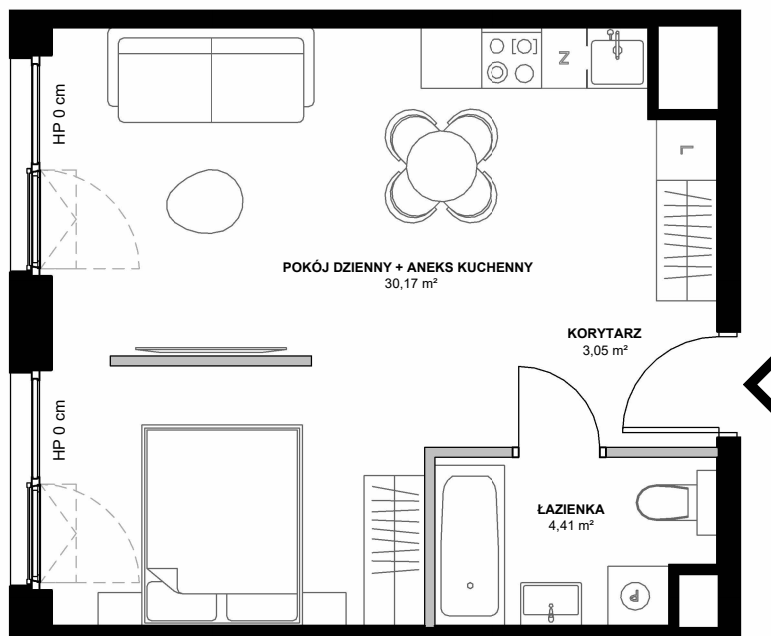 HP 0 cm
N
L
POKÓJ DZIENNY + ANEKS KUCHENNY
30,17 m²
KORYTARZ
3,05 m²
HP 0 cm
ŁAZIENKA
4,41 m²
P